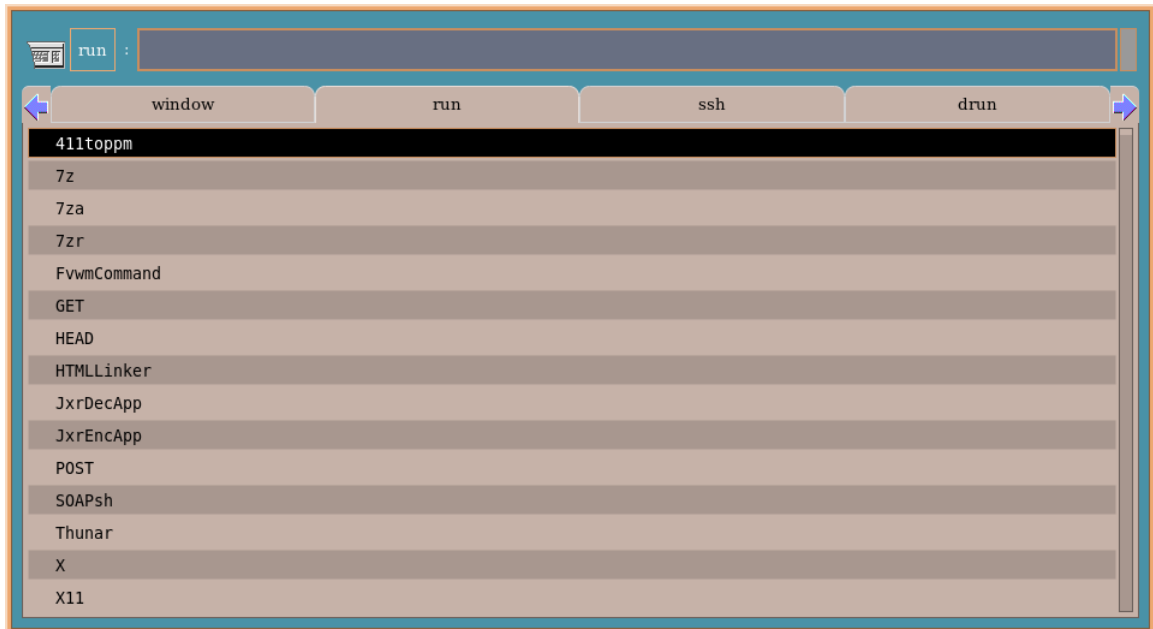 run :
window run ssh drun
411toppm
7z
7za
7zr
FvwmCommand
GET
HEAD
HTMLLinker
JxrDecApp
JxrEncApp
POST
SOAPsh
Thunar
X
X11